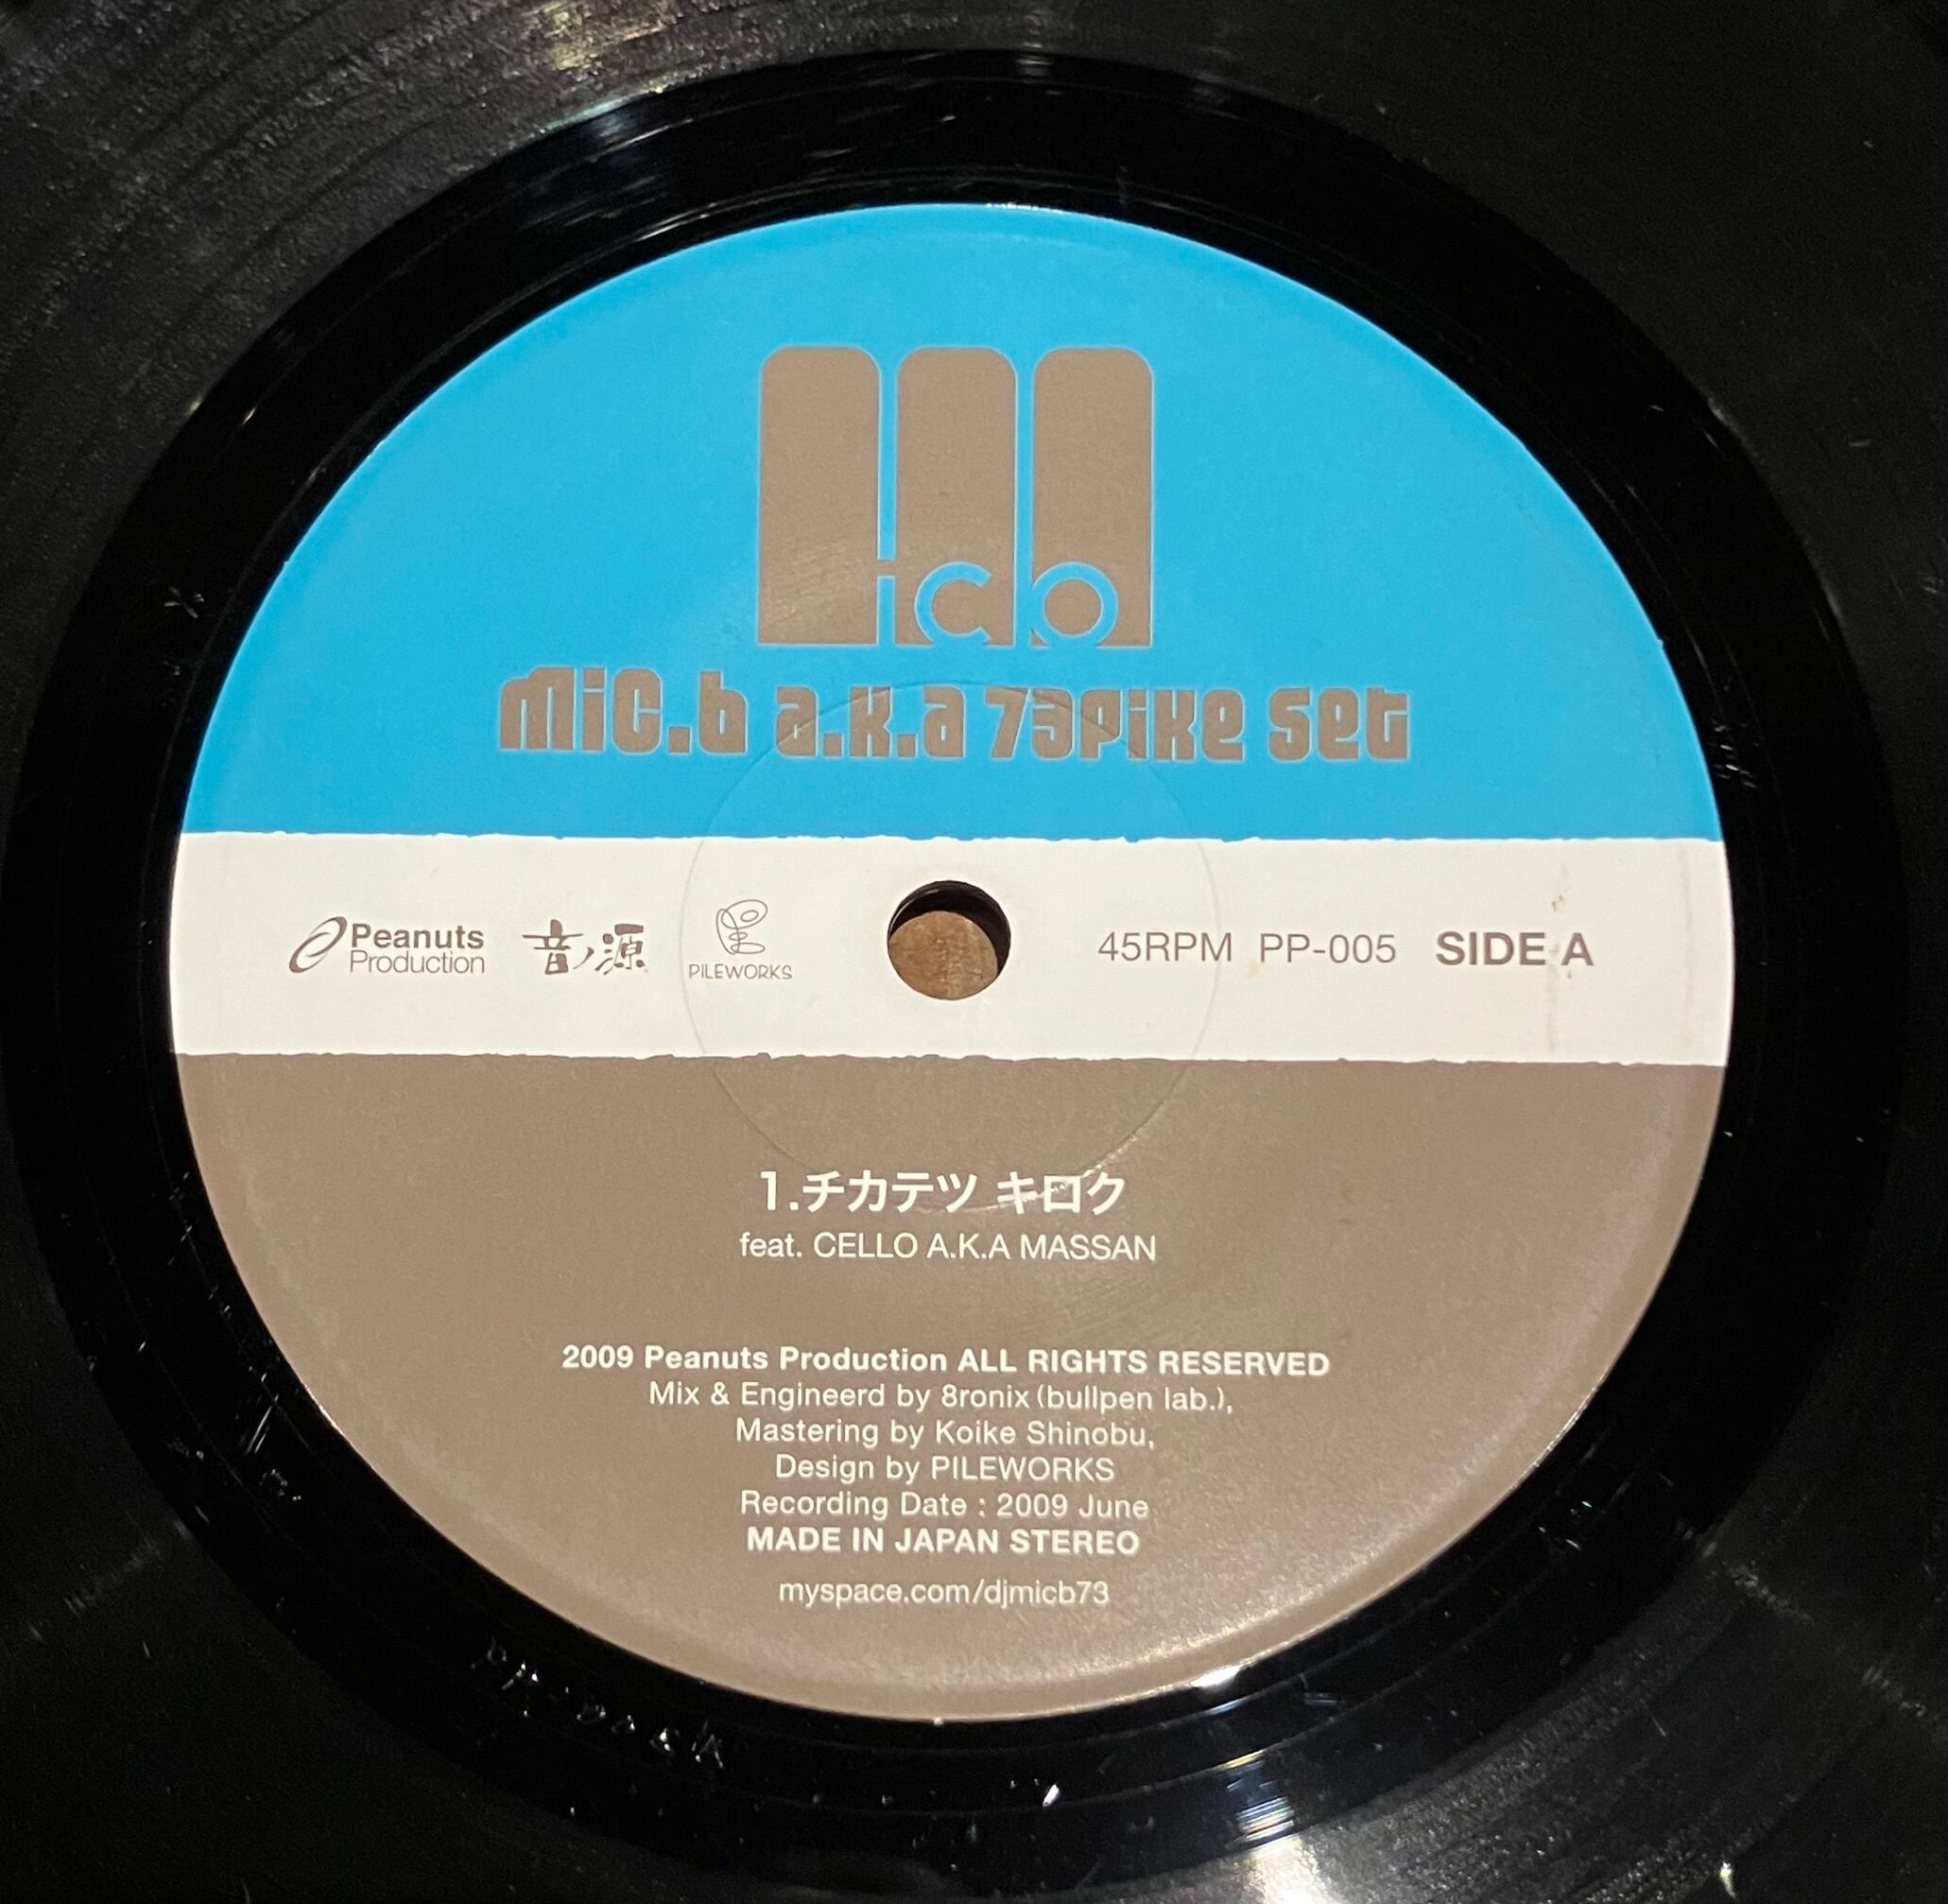 icb
MiC.b a.k.a 73Pike Set
Peanuts
Production
音ノ源
PILEWORKS
45RPM PP-005 SIDE A
1.チカテツ キロク
feat. CELLO A.K.A MASSAN
2009 Peanuts Production ALL RIGHTS RESERVED
Mix & Engineerd by 8ronix (bullpen lab.),
Mastering by Koike Shinobu,
Design by PILEWORKS
Recording Date : 2009 June
MADE IN JAPAN STEREO
myspace.com/djmicb73